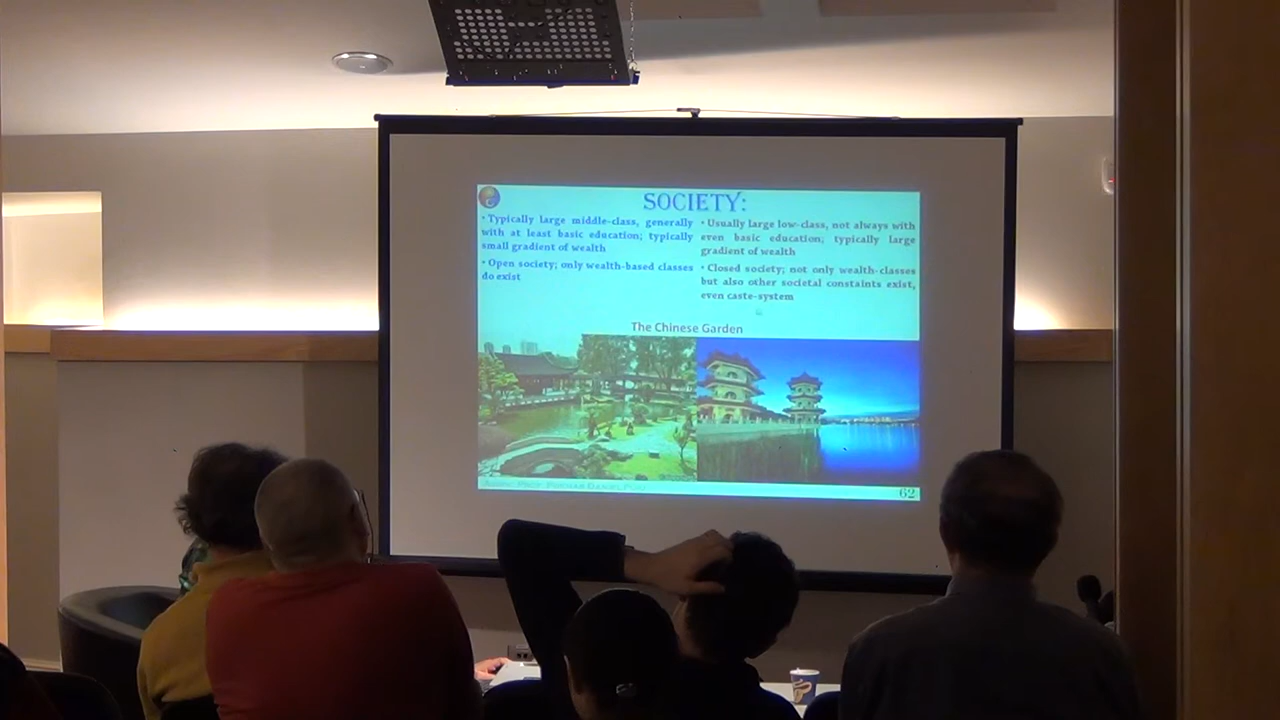 SOCIETY:
• Typically large middle-class, generally
with at least basic education; typically
small gradient of wealth
• Open society; only wealth-based classes
do exist
• Usually large low-class, not always with
even basic education; typically large
gradient of wealth
• Closed society; not only wealth-classes
but also other societal constaints exist,
even caste-system
The Chinese Garden
62